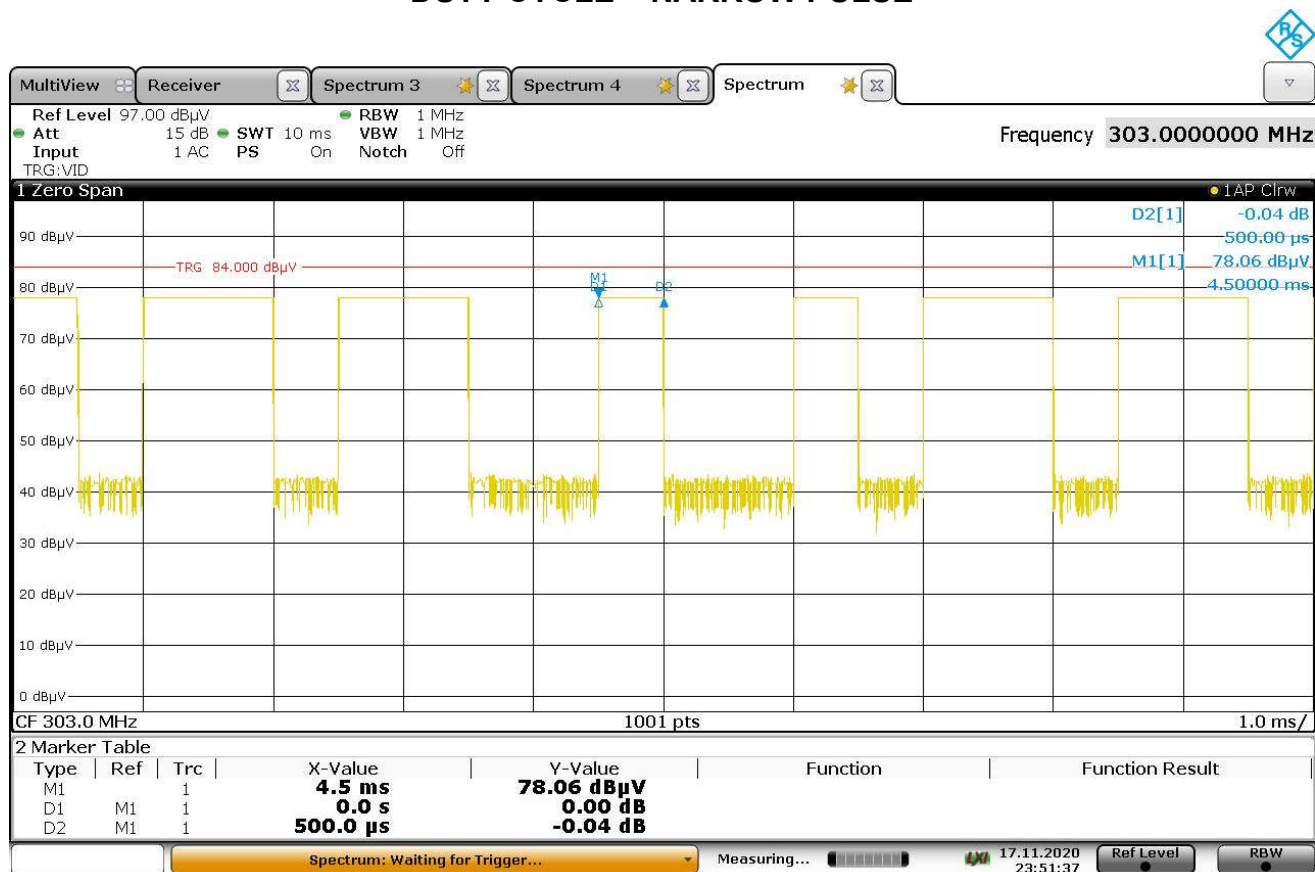 DUTY CYCLE – NARROW PULSE
R&S
MultiView Receiver Spectrum 3 Spectrum 4 Spectrum
Ref Level 97.00 dBµV RBW 1 MHz
Att 15 dB SWT 10 ms VBW 1 MHz
Input 1 AC PS On Notch Off
TRG:VID
Frequency 303.0000000 MHz
1 Zero Span 1AP Clrw
D2[1] -0.04 dB
500.00 µs
M1[1] 78.06 dBµV
4.50000 ms
90 dBµV
TRG 84.000 dBµV
M1
D1 D2
80 dBµV
70 dBµV
60 dBµV
50 dBµV
40 dBµV
30 dBµV
20 dBµV
10 dBµV
0 dBµV
CF 303.0 MHz 1001 pts 1.0 ms/
2 Marker Table
Type Ref Trc X-Value Y-Value Function Function Result
M1 1 4.5 ms 78.06 dBµV
D1 M1 1 0.0 s 0.00 dB
D2 M1 1 500.0 µs -0.04 dB
Spectrum: Waiting for Trigger... Measuring... LXI 17.11.2020 Ref Level RBW
23:51:37